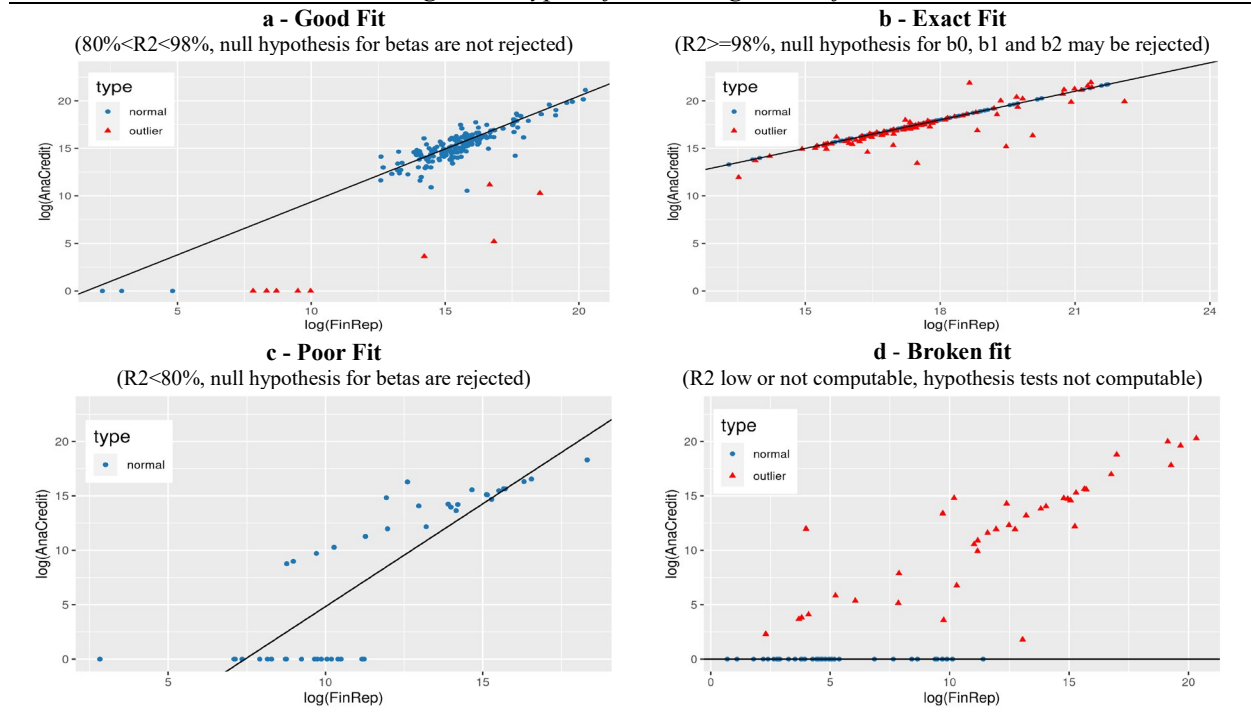 a - Good Fit
(80%<R2<98%, null hypothesis for betas are not rejected)
type
normal
outlier
20
15
10
5
0
log(AnaCredit)
5
10
15
20
log(FinRep)
b - Exact Fit
(R2>=98%, null hypothesis for b0, b1 and b2 may be rejected)
type
normal
outlier
20
15
10
5
0
log(AnaCredit)
15
18
21
24
log(FinRep)
c - Poor Fit
(R2<80%, null hypothesis for betas are rejected)
type
normal
20
15
10
5
0
log(AnaCredit)
5
10
15
log(FinRep)
d - Broken fit
(R2 low or not computable, hypothesis tests not computable)
type
normal
outlier
20
15
10
5
0
log(AnaCredit)
0
5
10
15
20
log(FinRep)